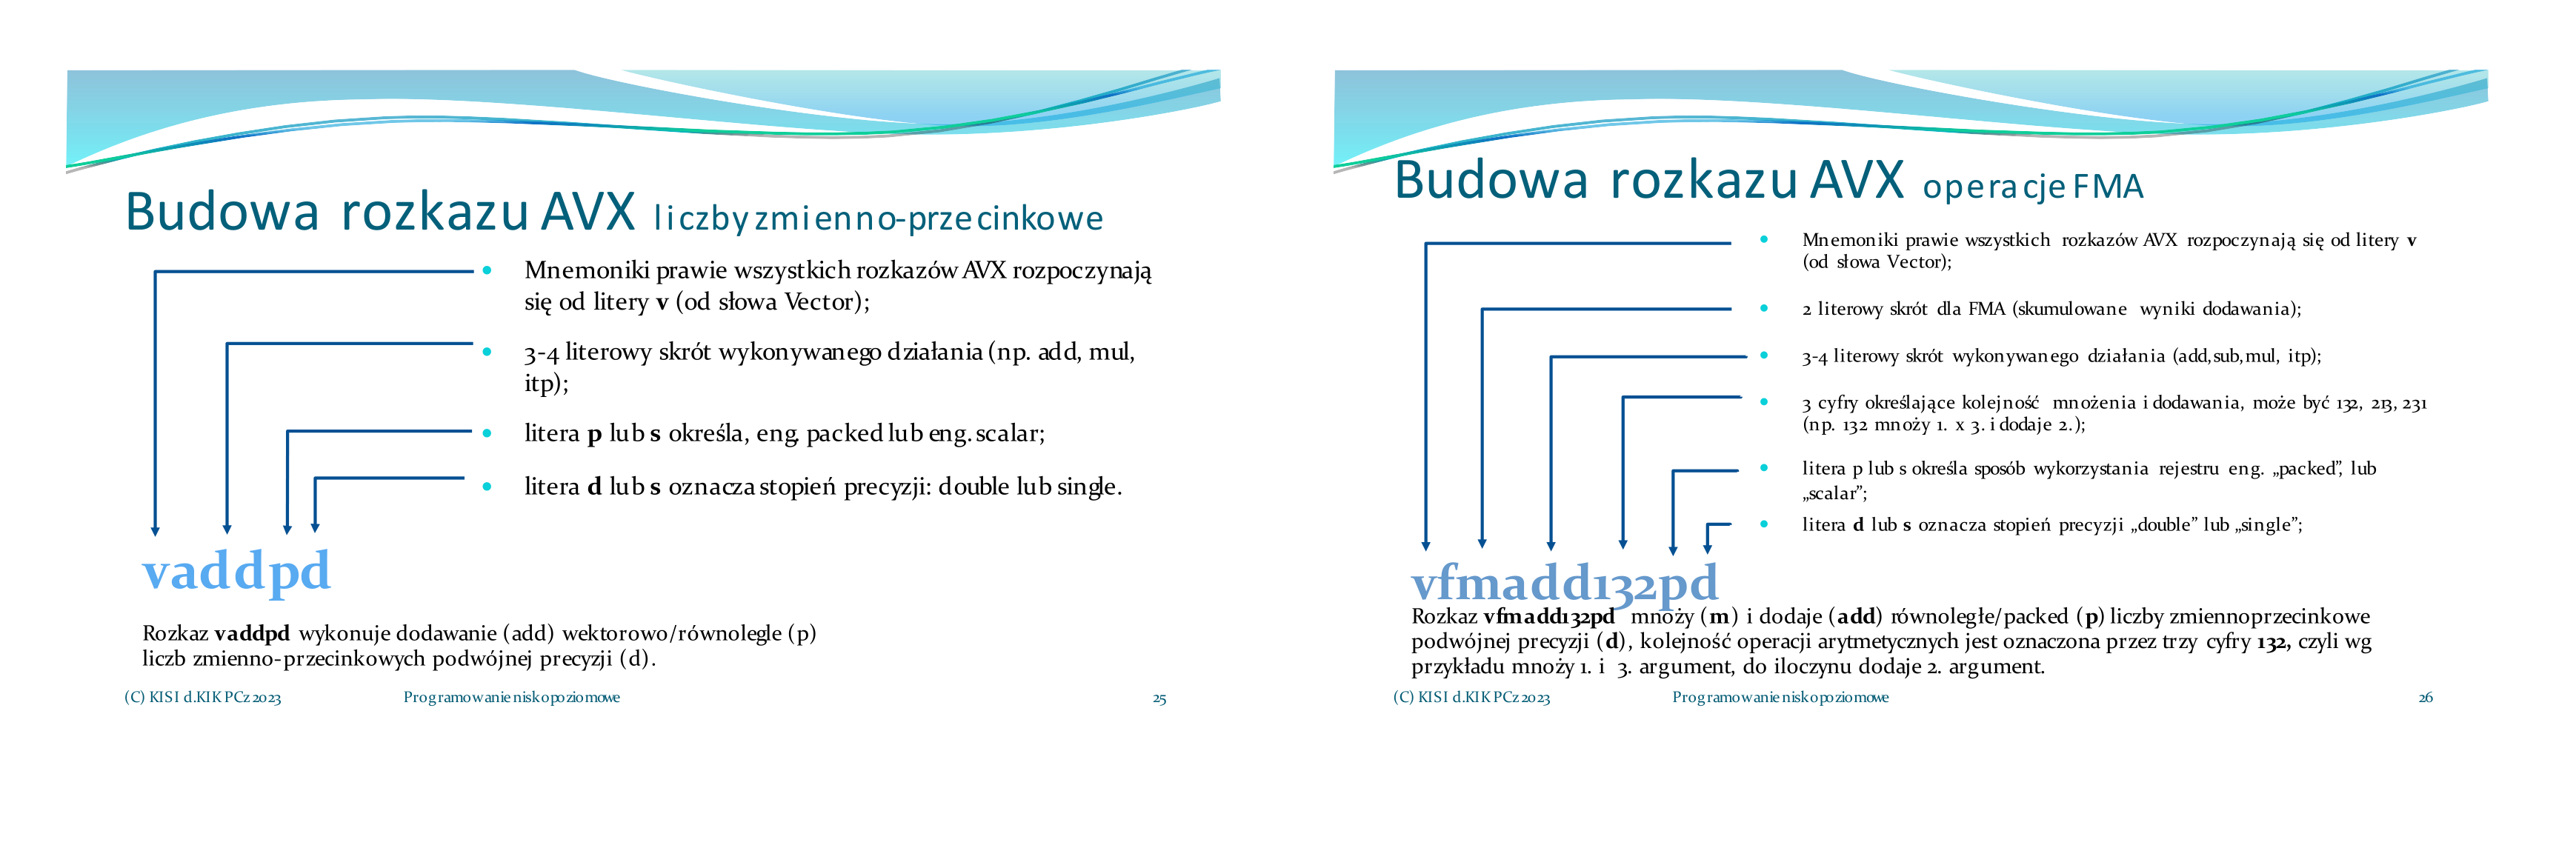 Budowa rozkazu AVX liczby zmienno-przecinkowe
Mnemoniki prawie wszystkich rozkazów AVX rozpoczynają
się od litery v (od słowa Vector);
3-4 literowy skrót wykonywanego działania (np. add, mul,
itp);
litera p lub s określa, eng. packed lub eng. scalar;
litera d lub s oznacza stopień precyzji: double lub single.
vaddpd
Rozkaz vaddpd wykonuje dodawanie (add) wektorowo/równolegle (p)
liczb zmienno-przecinkowych podwójnej precyzji (d).
(C) KISI d.KIK PCz 2023 Programowanie niskopoziomowe 25
Budowa rozkazu AVX operacje FMA
Mnemoniki prawie wszystkich rozkazów AVX rozpoczynają się od litery v
(od słowa Vector);
2 literowy skrót dla FMA (skumulowane wyniki dodawania);
3-4 literowy skrót wykonywanego działania (add,sub,mul, itp);
3 cyfry określające kolejność mnożenia i dodawania, może być 132, 213, 231
(np. 132 mnoży 1. x 3. i dodaje 2.);
litera p lub s określa sposób wykorzystania rejestru eng. „packed”, lub
„scalar”;
litera d lub s oznacza stopień precyzji „double” lub „single”;
vfmadd132pd
Rozkaz vfmadd132pd mnoży (m) i dodaje (add) równoległe/packed (p) liczby zmiennoprzecinkowe
podwójnej precyzji (d), kolejność operacji arytmetycznych jest oznaczona przez trzy cyfry 132, czyli wg
przykładu mnoży 1. i 3. argument, do iloczynu dodaje 2. argument.
(C) KISI d.KIK PCz 2023 Programowanie niskopoziomowe 26